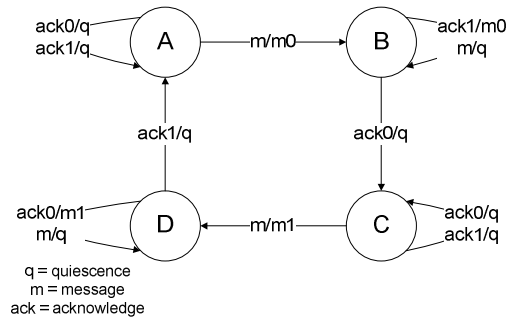 ack0/q
ack1/q
A
m/m0
B
ack1/m0
m/q
ack1/q
ack0/q
ack0/m1
m/q
D
m/m1
C
ack0/q
ack1/q
q = quiescence
m = message
ack = acknowledge